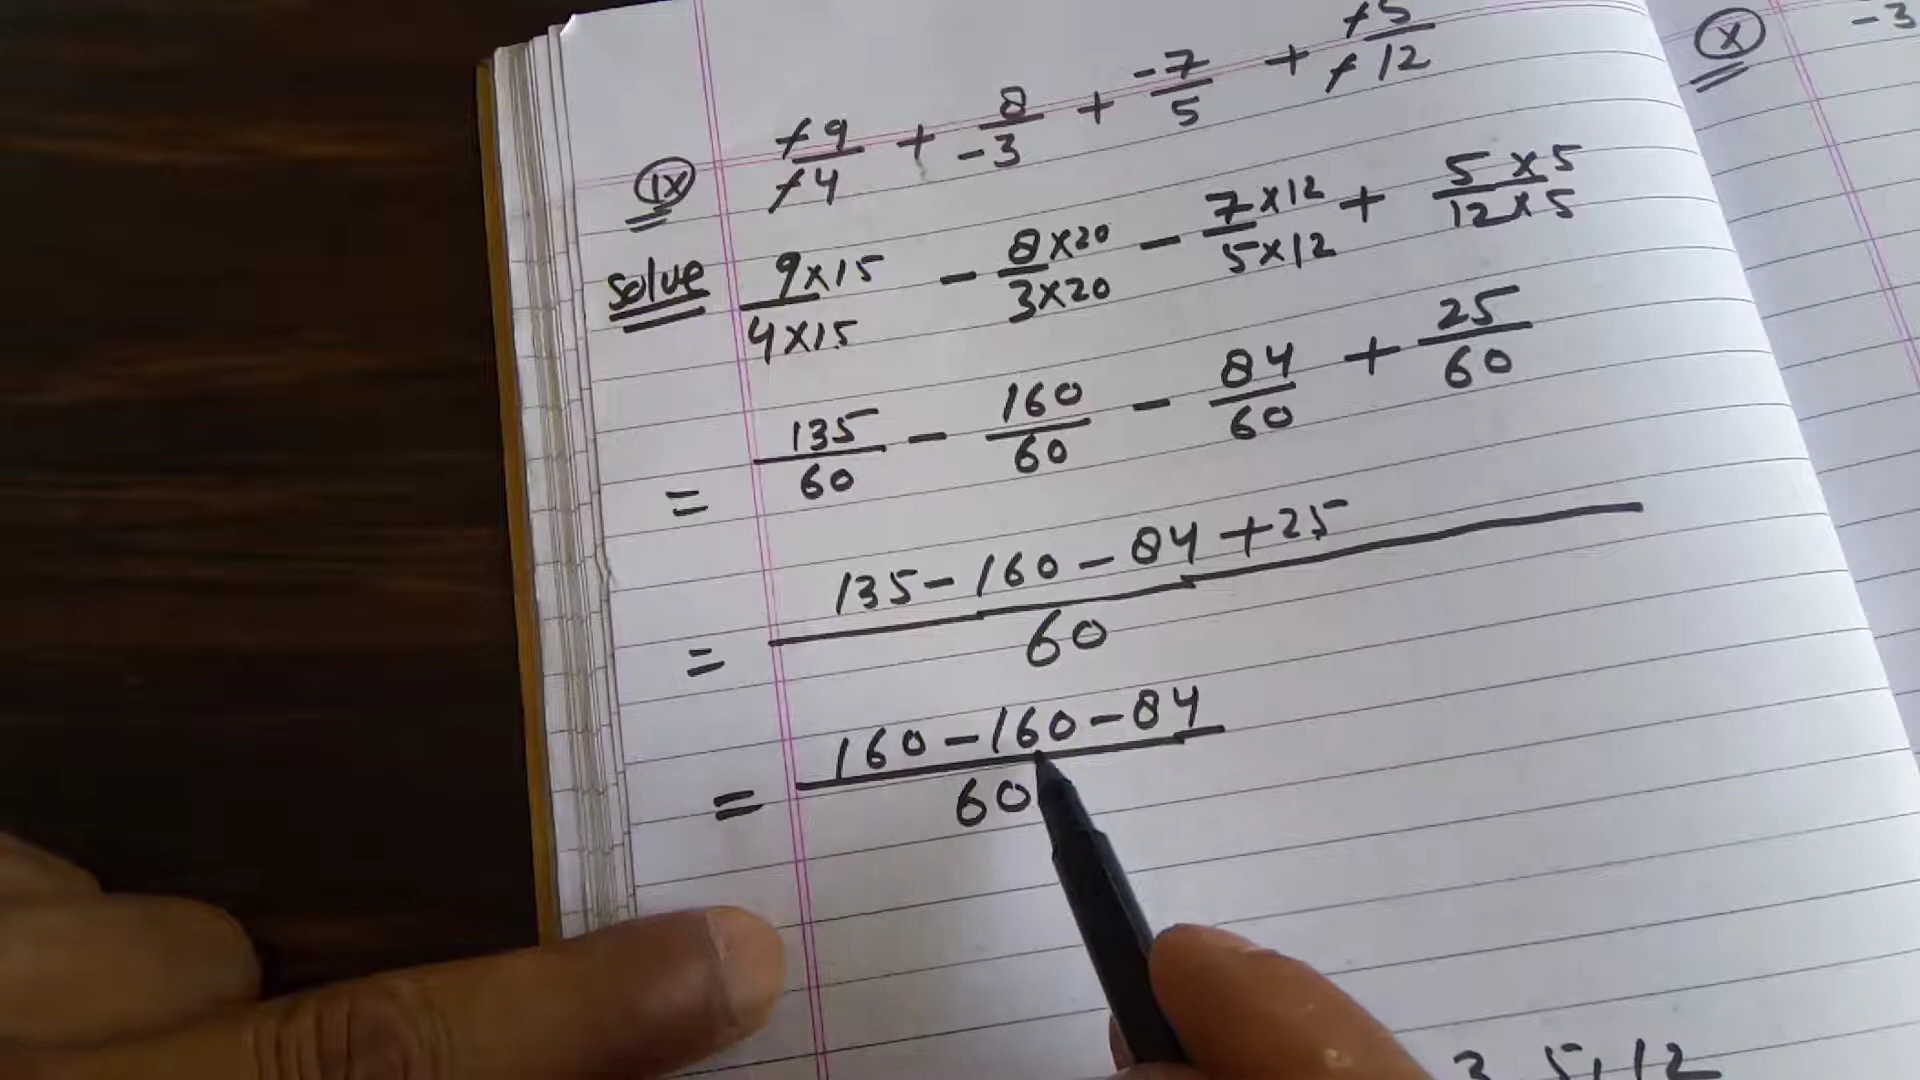 (ix) -9/-4 + 8/-3 + -7/5 + -5/-12
solve 9×15/4×15 - 8×20/3×20 - 7×12/5×12 + 5×5/12×5
= 135/60 - 160/60 - 84/60 + 25/60
= 135-160-84+25/60
= 160-160-84/60
(x) -3